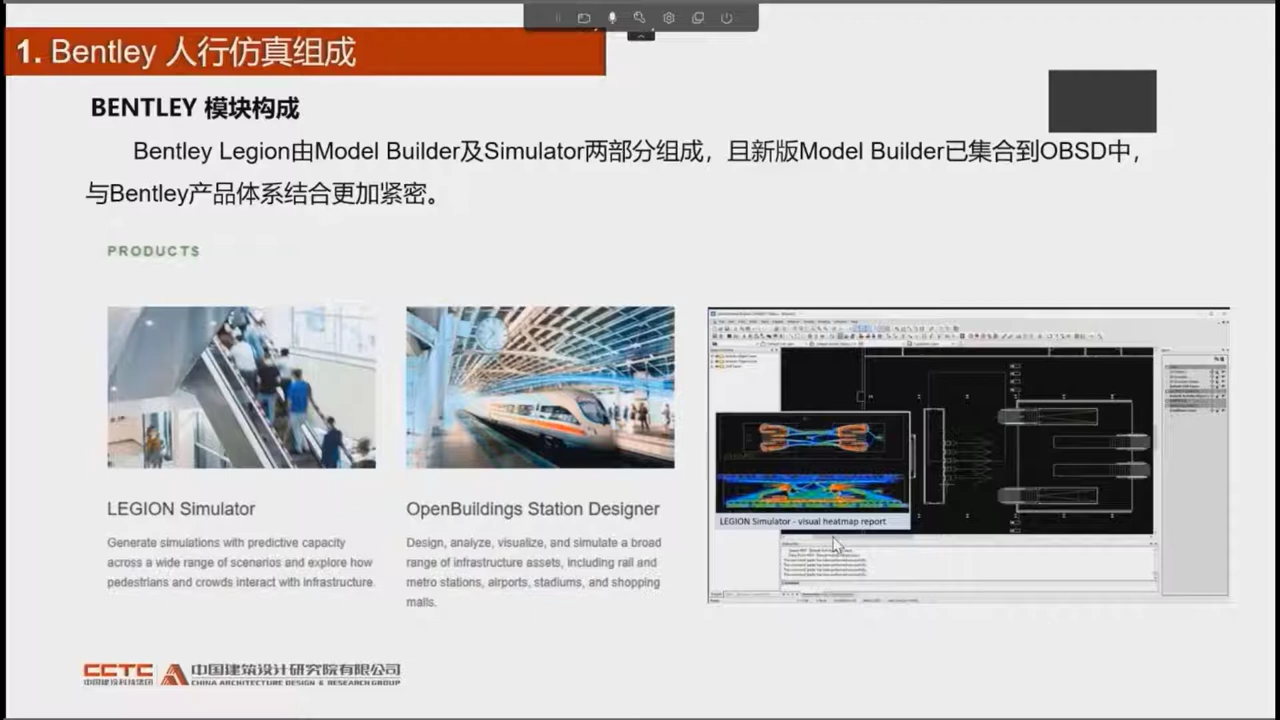 1. Bentley 人行仿真组成
BENTLEY 模块构成
Bentley Legion由Model Builder及Simulator两部分组成，且新版Model Builder已集合到OBSD中，
与Bentley产品体系结合更加紧密。
PRODUCTS
LEGION Simulator
Generate simulations with predictive capacity
across a wide range of scenarios and explore how
pedestrians and crowds interact with infrastructure.
OpenBuildings Station Designer
Design, analyze, visualize, and simulate a broad
range of infrastructure assets, including rail and
metro stations, airports, stadiums, and shopping
malls.
LEGION Simulator - visual heatmap report
CCTC
中国建设科技集团
中国建筑设计研究院有限公司
CHINA ARCHITECTURE DESIGN & RESEARCH GROUP